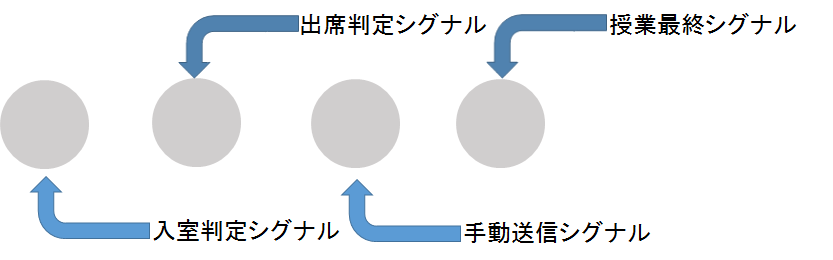 出席判定シグナル
授業最終シグナル
入室判定シグナル
手動送信シグナル